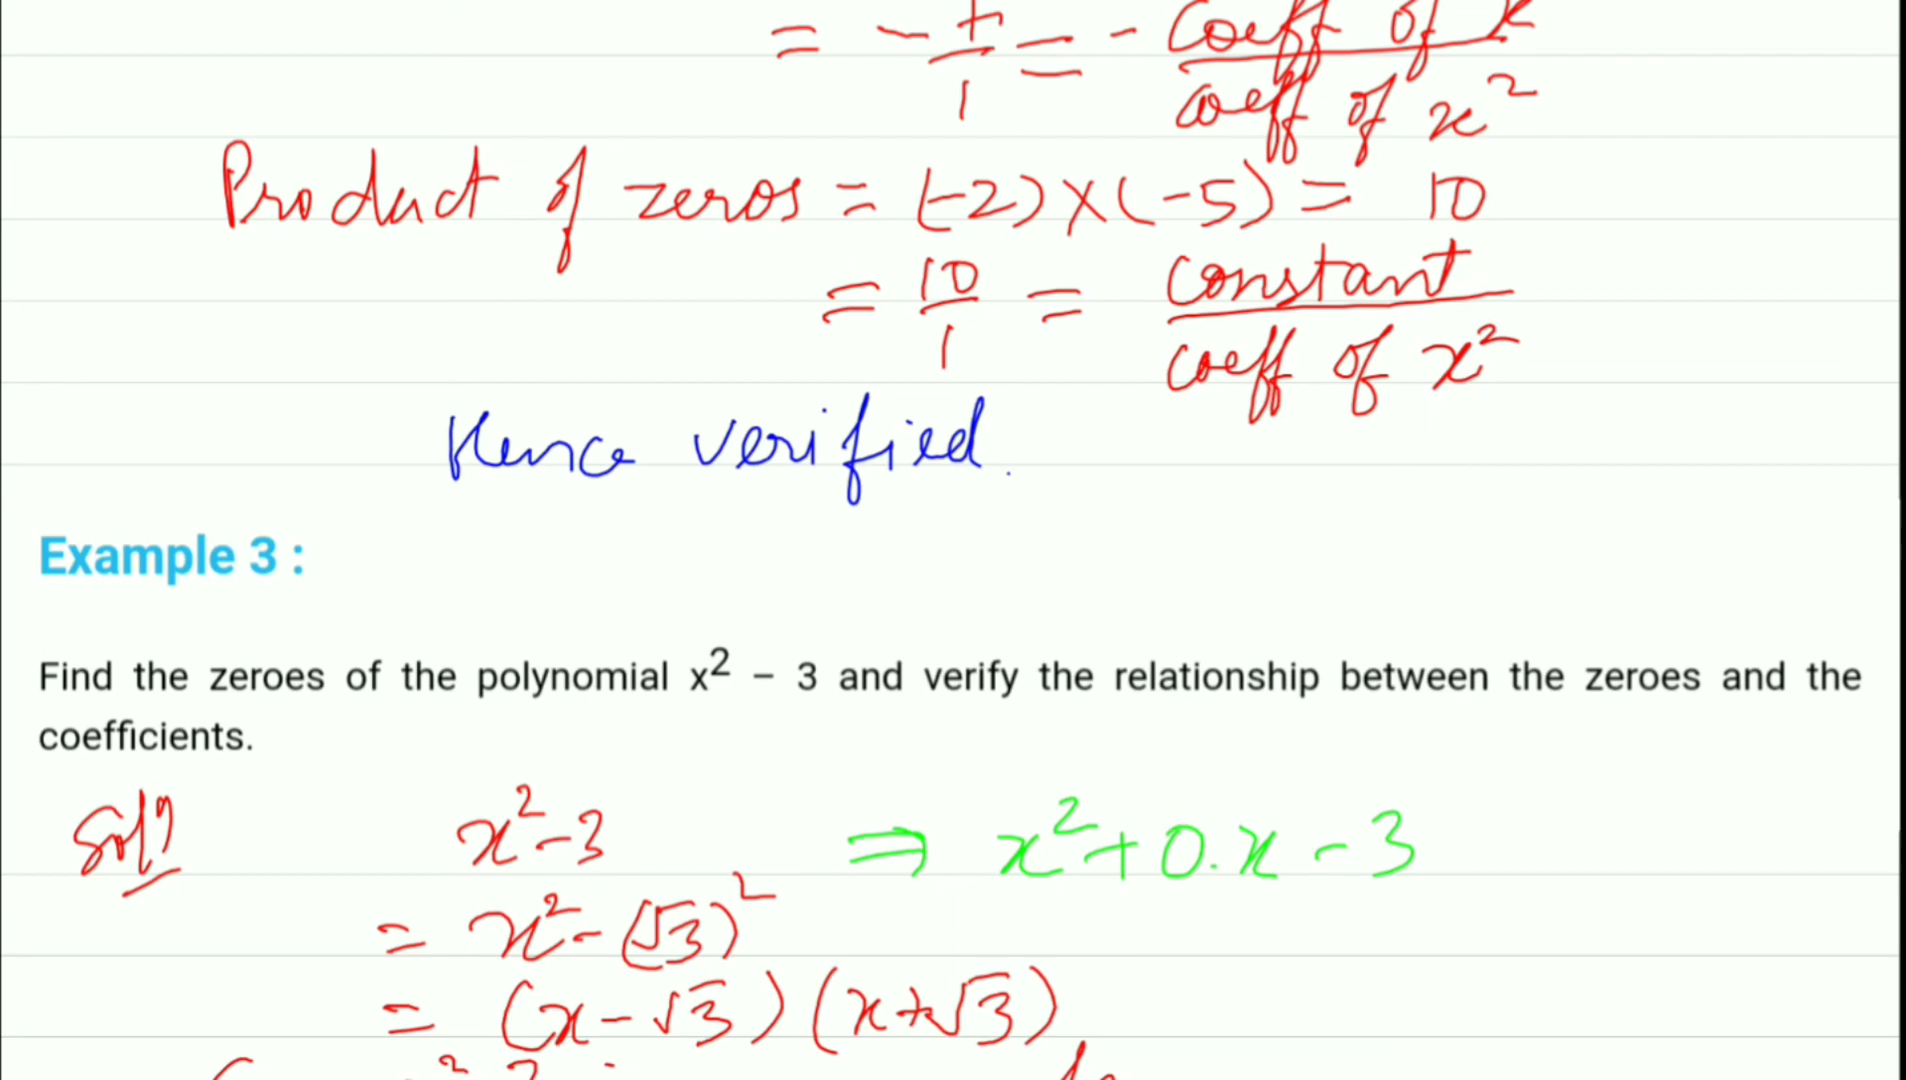 = - 7/1 = - coeff of x / coeff of x²
Product of zeros = (-2) × (-5) = 10
= 10/1 = constant / coeff of x²
Hence verified.
Example 3 :
Find the zeroes of the polynomial x² – 3 and verify the relationship between the zeroes and the
coefficients.
Solⁿ x² - 3 ⇒ x² + 0.x - 3
= x² - (√3)²
= (x - √3) (x + √3)